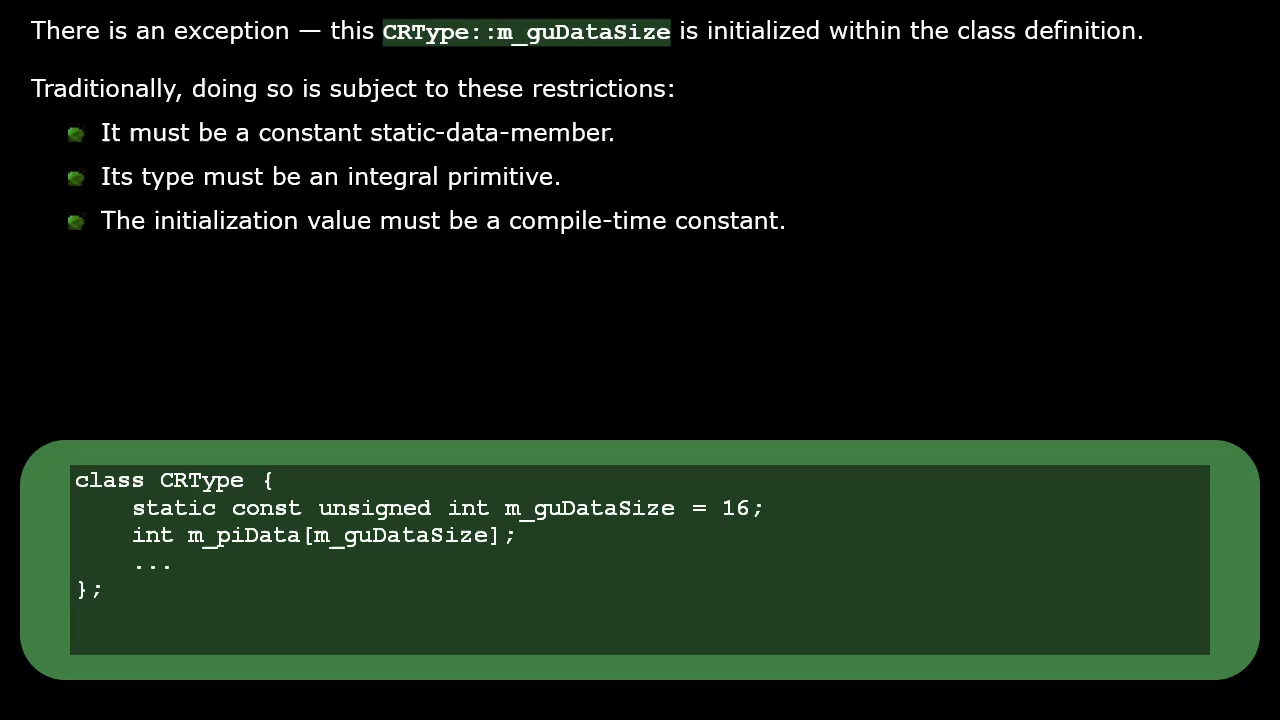 There is an exception — this CRType::m_guDataSize is initialized within the class definition.
Traditionally, doing so is subject to these restrictions:
It must be a constant static-data-member.
Its type must be an integral primitive.
The initialization value must be a compile-time constant.
class CRType {
    static const unsigned int m_guDataSize = 16;
    int m_piData[m_guDataSize];
    ...
};